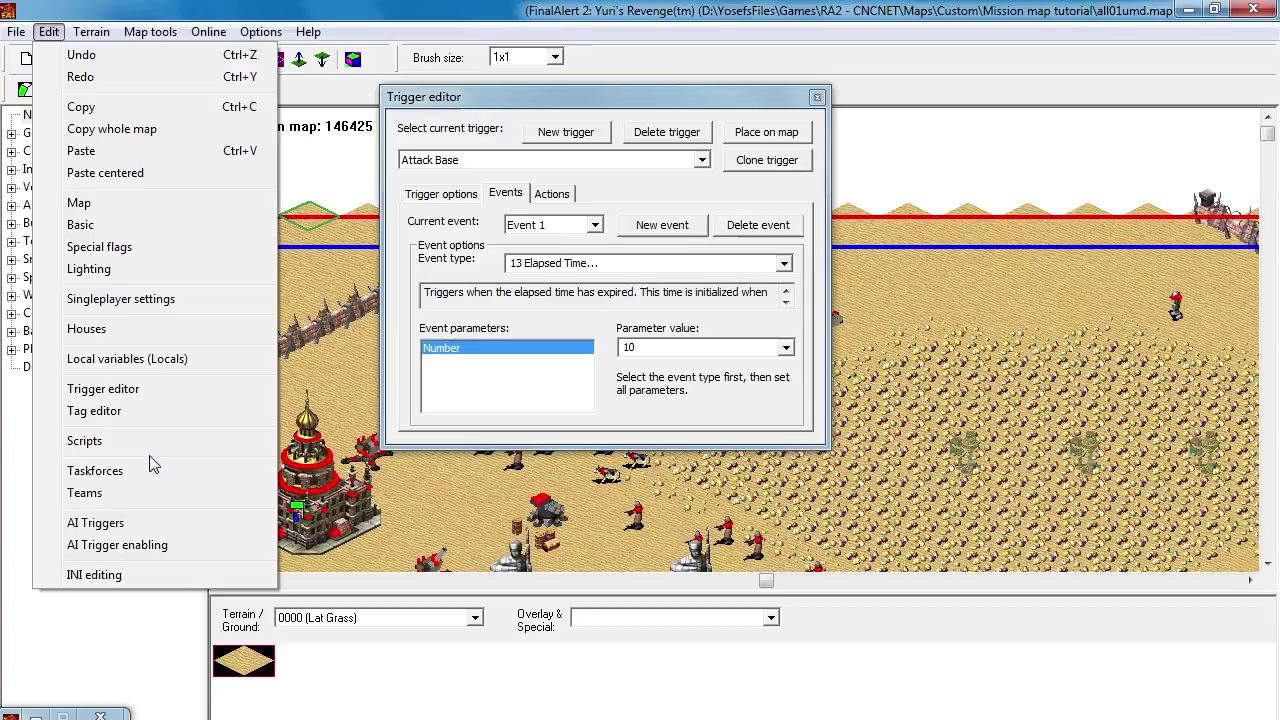 (FinalAlert 2: Yuri's Revenge(tm) (D:\YosefsFiles\Games\RA2 - CNCNET\Maps\Custom\Mission map tutorial\all01umd.map
File Edit Terrain Map tools Online Options Help
Undo Ctrl+Z
Redo Ctrl+Y
Copy Ctrl+C
Copy whole map
Paste Ctrl+V
Paste centered
Map
Basic
Special flags
Lighting
Singleplayer settings
Houses
Local variables (Locals)
Trigger editor
Tag editor
Scripts
Taskforces
Teams
AI Triggers
AI Trigger enabling
INI editing
Brush size: 1x1
n map: 146425
Trigger editor
Select current trigger: New trigger Delete trigger Place on map
Attack Base Clone trigger
Trigger options Events Actions
Current event: Event 1 New event Delete event
Event options
Event type: 13 Elapsed Time...
Triggers when the elapsed time has expired. This time is initialized when
Event parameters: Parameter value:
Number 10
Select the event type first, then set
all parameters.
Terrain / Ground: 0000 (Lat Grass) Overlay & Special: